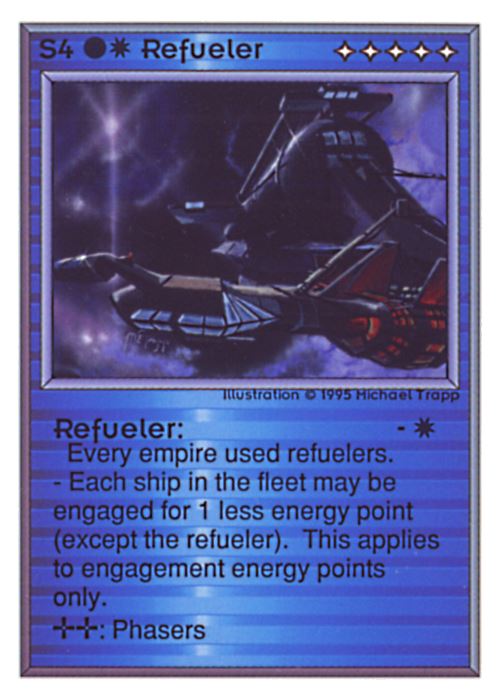 S4 ●✷ Refueler
Illustration © 1995 Michael Trapp
Refueler: - ✷
Every empire used refuelers.
- Each ship in the fleet may be
engaged for 1 less energy point
(except the refueler). This applies
to engagement energy points
only.
✢✢: Phasers